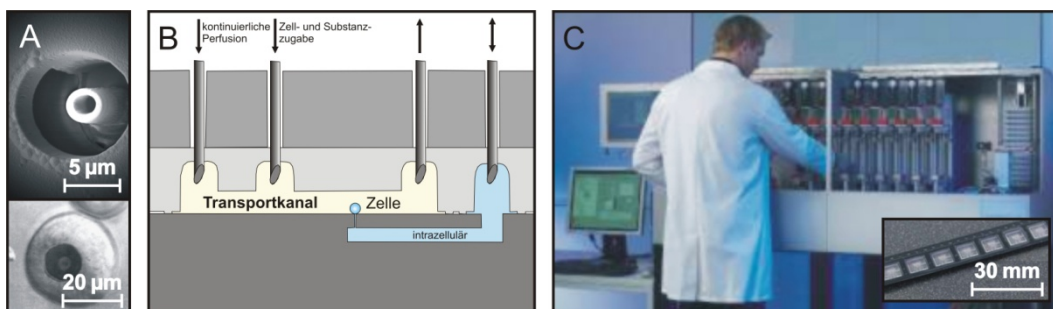 A
5 µm
20 µm
B
kontinuierliche
Perfusion
Zell- und Substanz-
zugabe
Transportkanal
Zelle
intrazellulär
C
30 mm